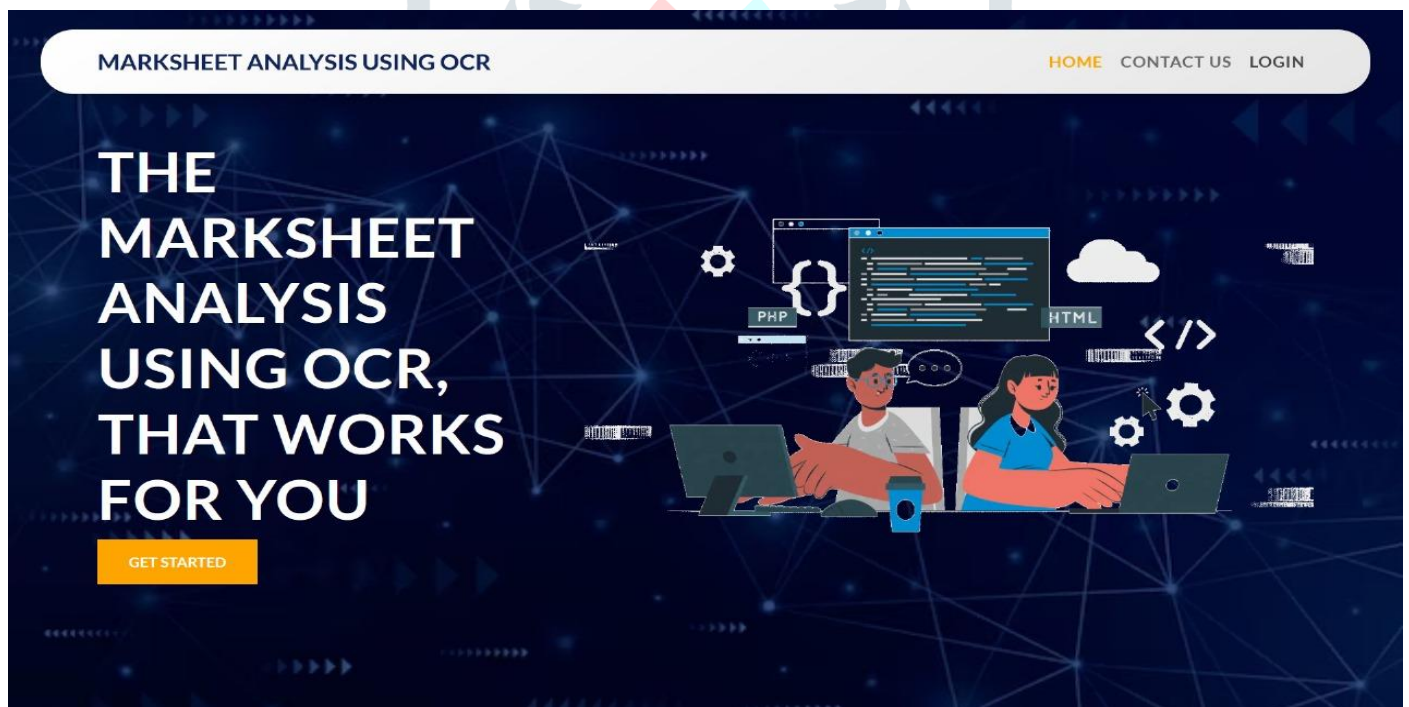 MARKSHEET ANALYSIS USING OCR
HOME CONTACT US LOGIN
THE
MARKSHEET
ANALYSIS
USING OCR,
THAT WORKS
FOR YOU
GET STARTED
PHP
HTML